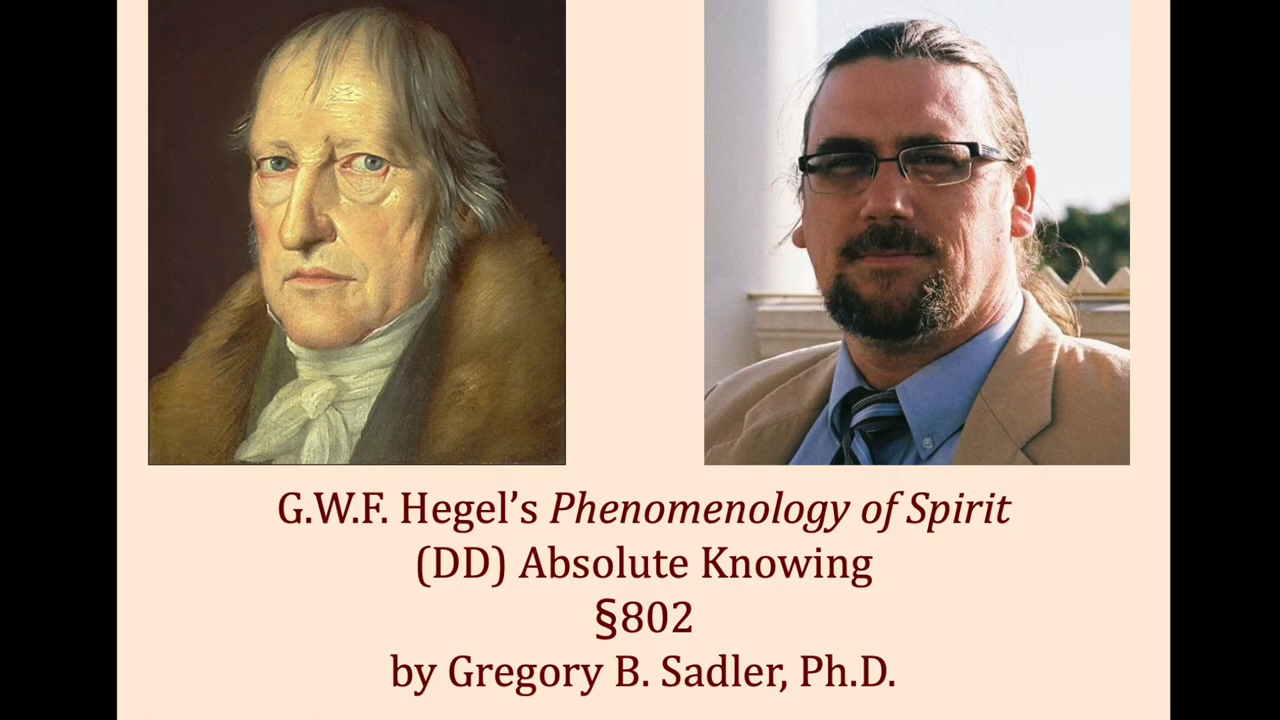 G.W.F. Hegel’s Phenomenology of Spirit
(DD) Absolute Knowing
§802
by Gregory B. Sadler, Ph.D.